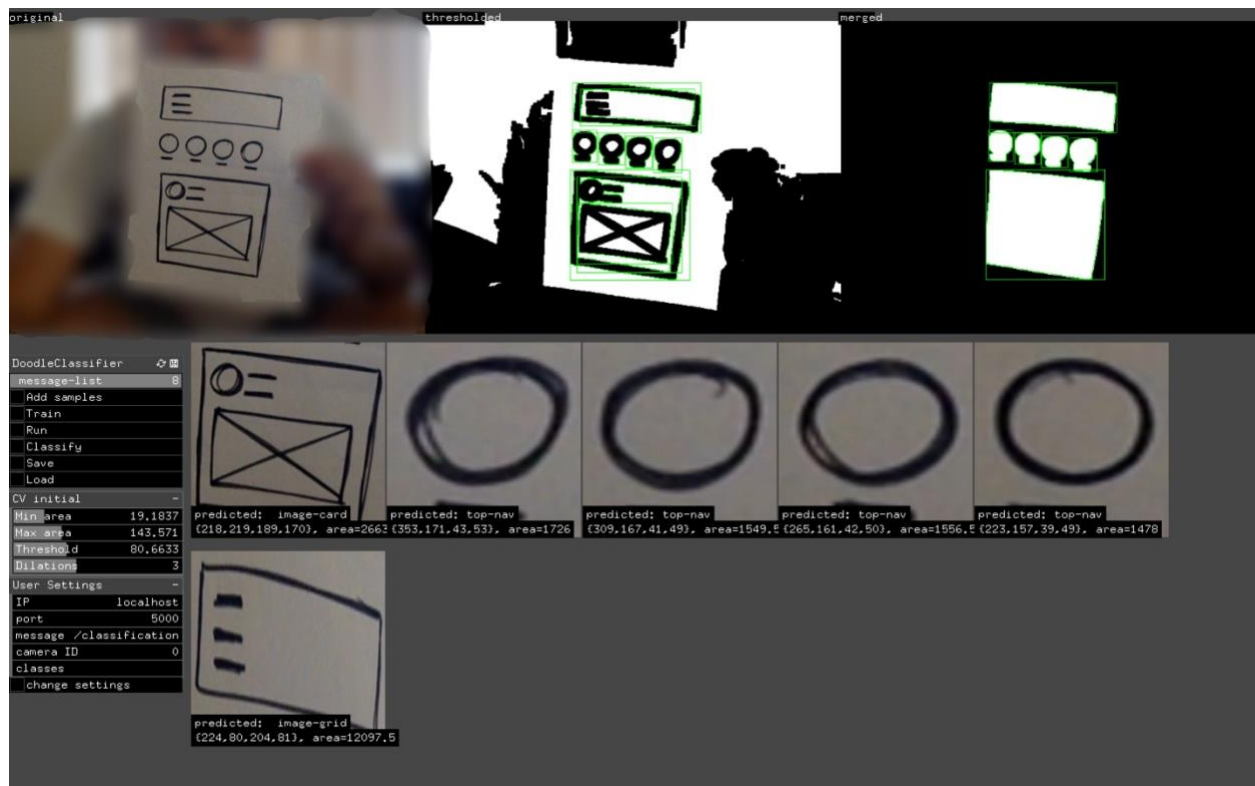 original
thresholded
merged
DoodleClassifier
message-list 8
Add samples
Train
Run
Classify
Save
Load
CV initial -
Min area 19.1837
Max area 143.571
Threshold 80.6633
Dilations 3
User Settings -
IP localhost
port 5000
message /classification
camera ID 0
classes
change settings
predicted: image-card
{218,219,189,170}, area=2663
predicted: top-nav
{353,171,43,53}, area=1726
predicted: top-nav
{309,167,41,49}, area=1549.5
predicted: top-nav
{265,161,42,50}, area=1556.5
predicted: top-nav
{223,157,39,49}, area=1478
predicted: image-grid
{224,80,204,81}, area=12097.5